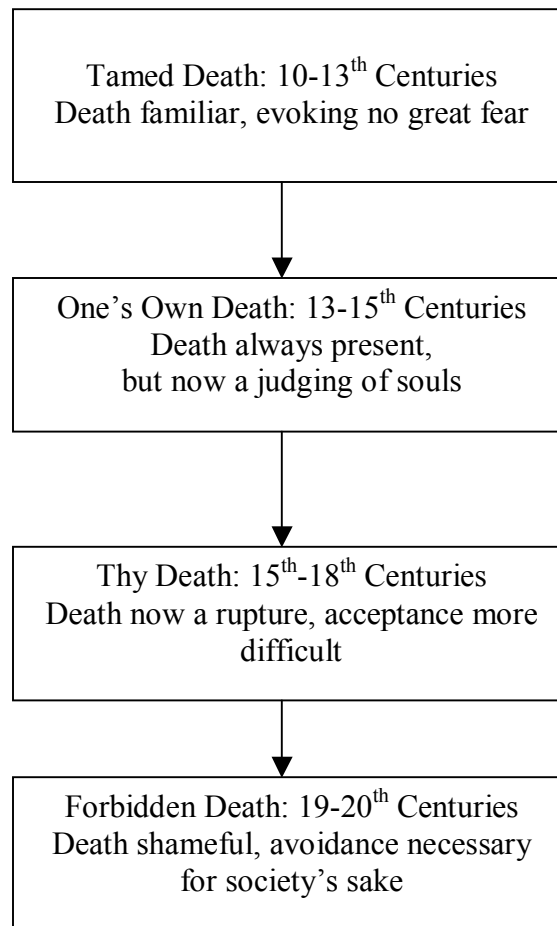 Tamed Death: 10-13th Centuries
Death familiar, evoking no great fear
One’s Own Death: 13-15th Centuries
Death always present,
but now a judging of souls
Thy Death: 15th-18th Centuries
Death now a rupture, acceptance more
difficult
Forbidden Death: 19-20th Centuries
Death shameful, avoidance necessary
for society’s sake